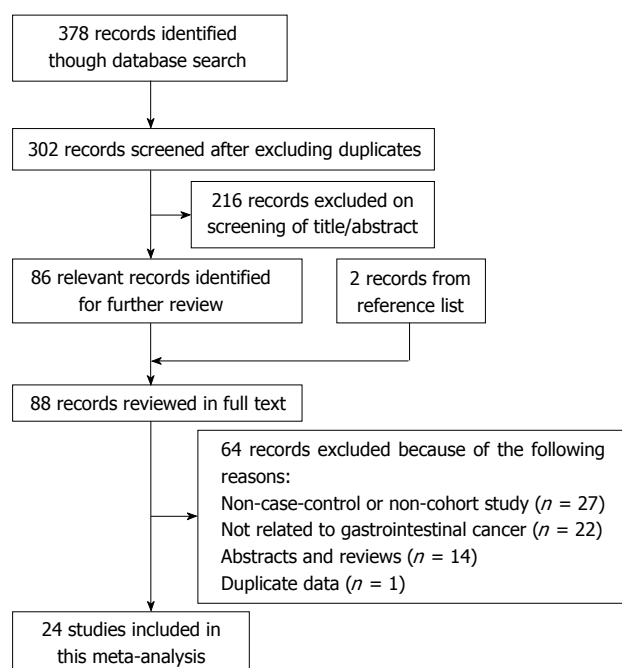 378 records identified
though database search
302 records screened after excluding duplicates
216 records excluded on
screening of title/abstract
86 relevant records identified
for further review
2 records from
reference list
88 records reviewed in full text
64 records excluded because of the following
reasons:
Non-case-control or non-cohort study (n = 27)
Not related to gastrointestinal cancer (n = 22)
Abstracts and reviews (n = 14)
Duplicate data (n = 1)
24 studies included in
this meta-analysis